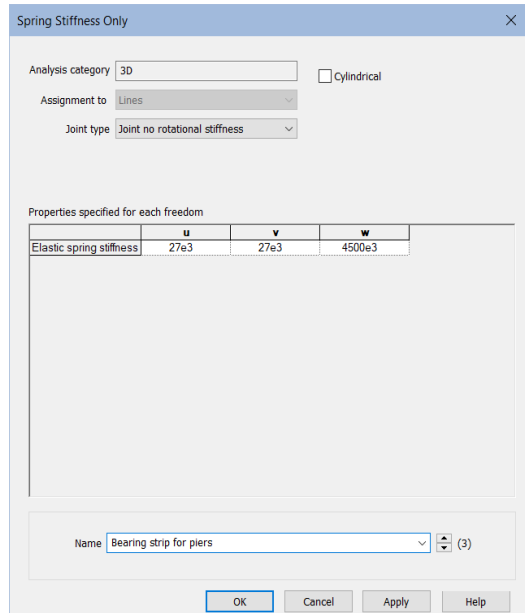 Spring Stiffness Only
Analysis category 3D
Cylindrical
Assignment to Lines
Joint type Joint no rotational stiffness
Properties specified for each freedom
u v w
Elastic spring stiffness 27e3 27e3 4500e3
Name Bearing strip for piers (3)
OK Cancel Apply Help